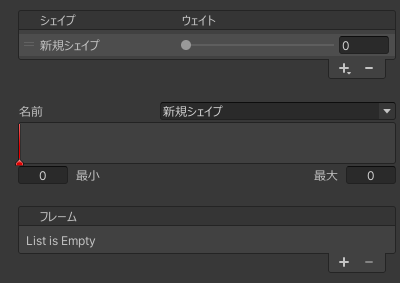 シェイプ ウェイト
新規シェイプ 0
名前 新規シェイプ
0 最小 最大 0
フレーム
List is Empty